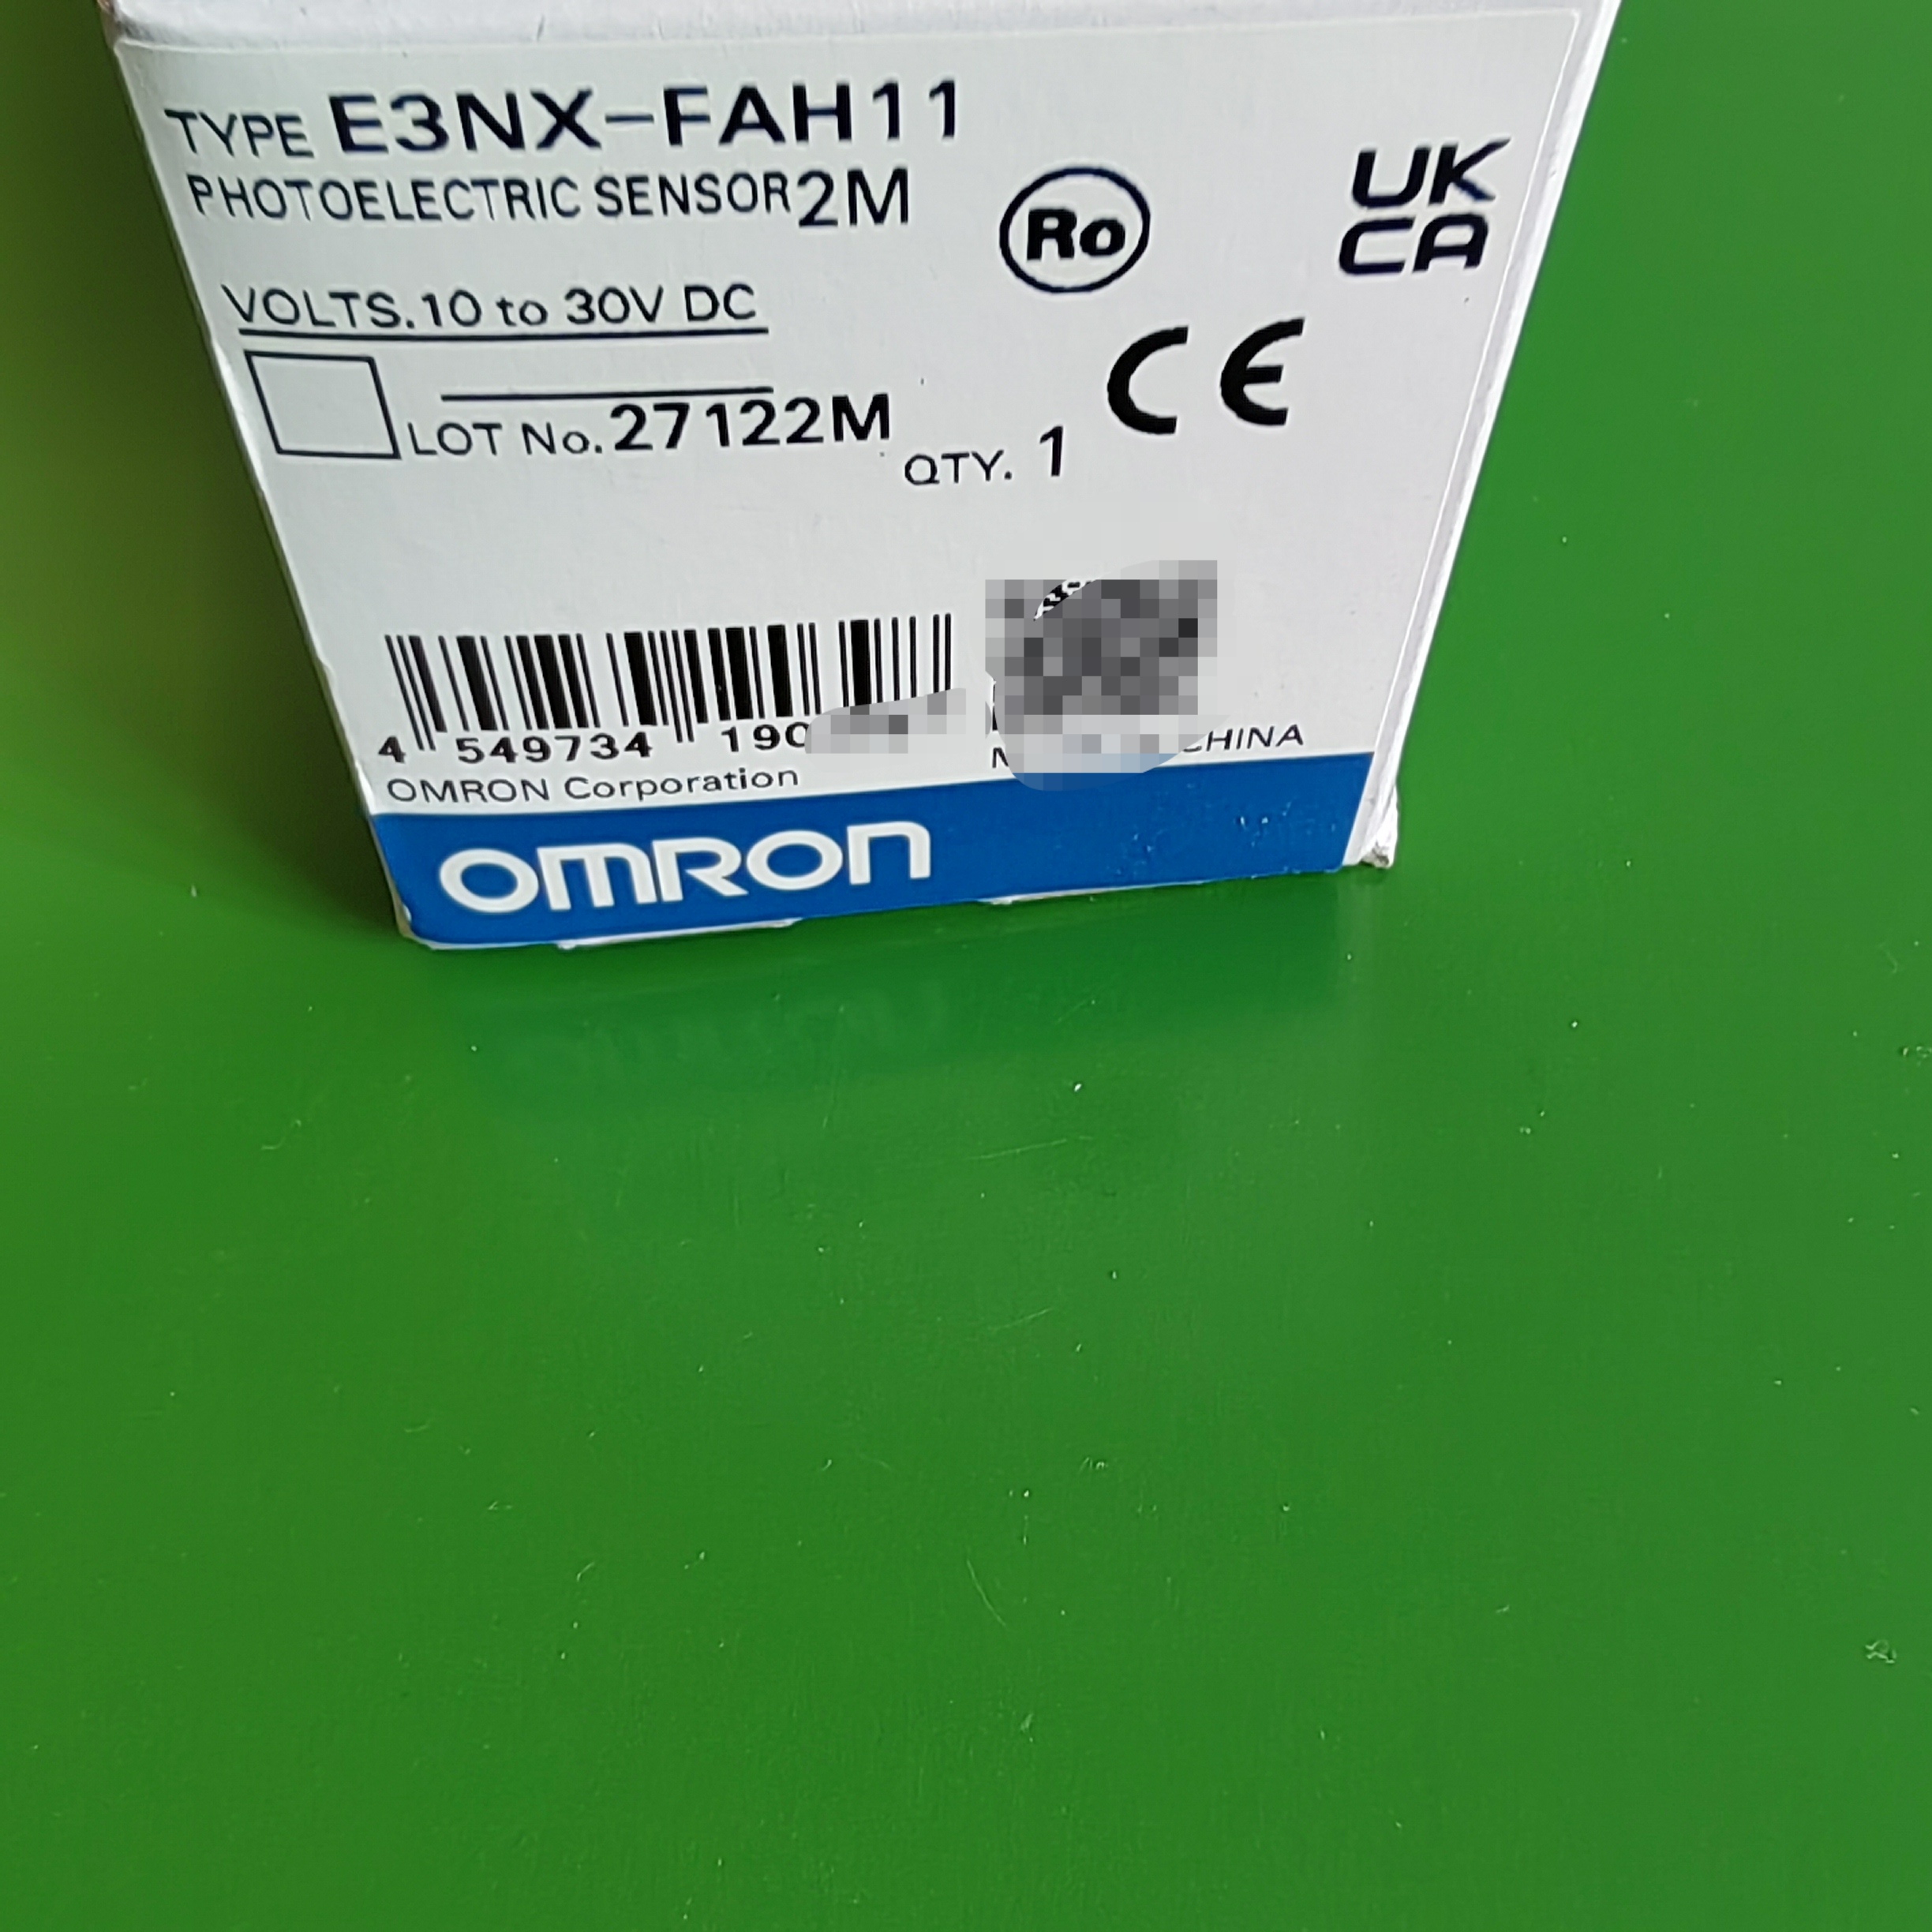 TYPE E3NX-FAH11
PHOTOELECTRIC SENSOR 2M
Ro
UK
CA
VOLTS. 10 to 30V DC
CE
LOT No. 27122M
QTY. 1
4 549734 190
CHINA
OMRON Corporation
OMRON